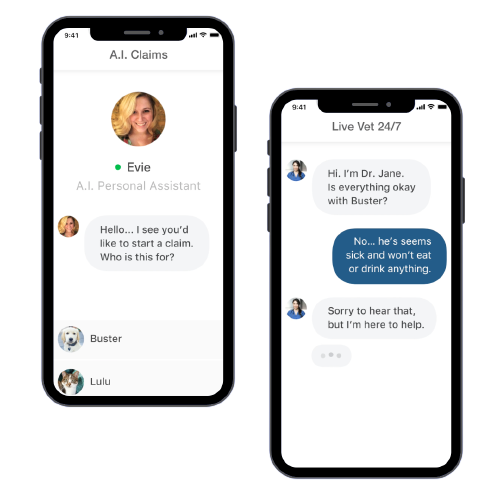 9:41
A.I. Claims
Evie
A.I. Personal Assistant
Hello... I see you'd
like to start a claim.
Who is this for?
Buster
Lulu
9:41
Live Vet 24/7
Hi. I'm Dr. Jane.
Is everything okay
with Buster?
No... he's seems
sick and won't eat
or drink anything.
Sorry to hear that,
but I'm here to help.